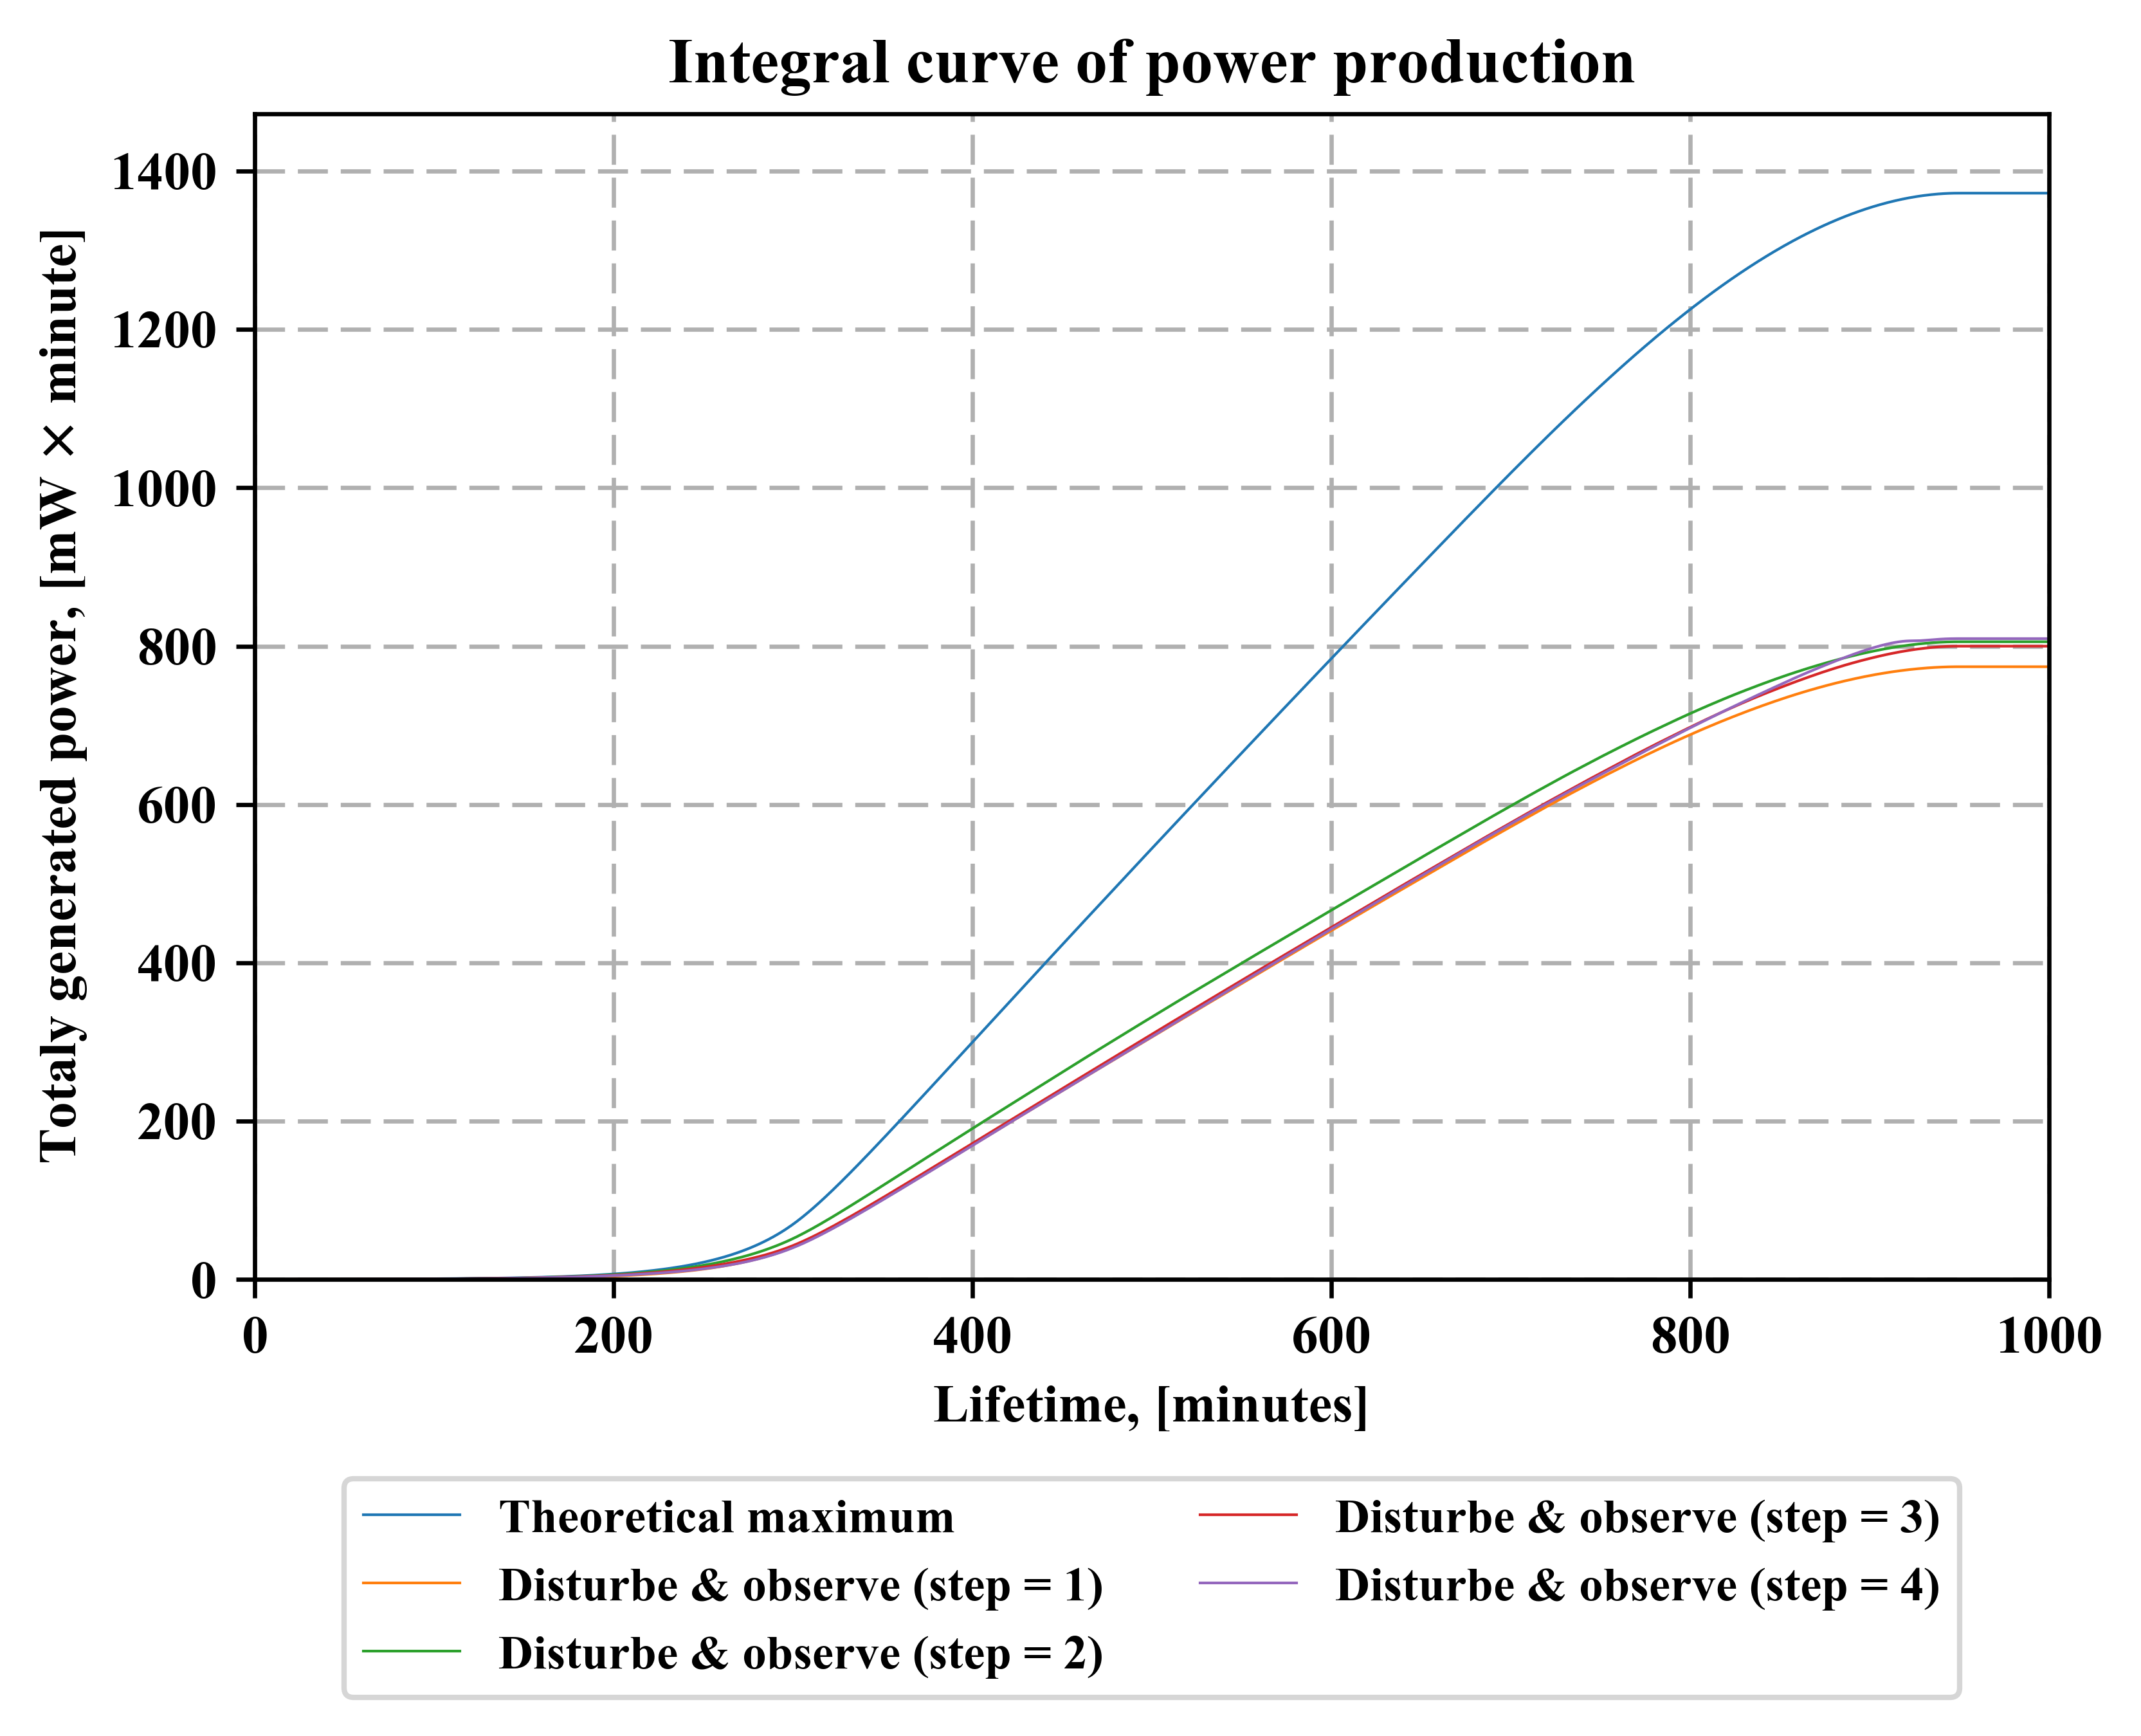 Integral curve of power production
Totaly generated power, [mW × minute]
1400
1200
1000
800
600
400
200
0
0 200 400 600 800 1000
Lifetime, [minutes]
Theoretical maximum
Disturbe & observe (step = 1)
Disturbe & observe (step = 2)
Disturbe & observe (step = 3)
Disturbe & observe (step = 4)